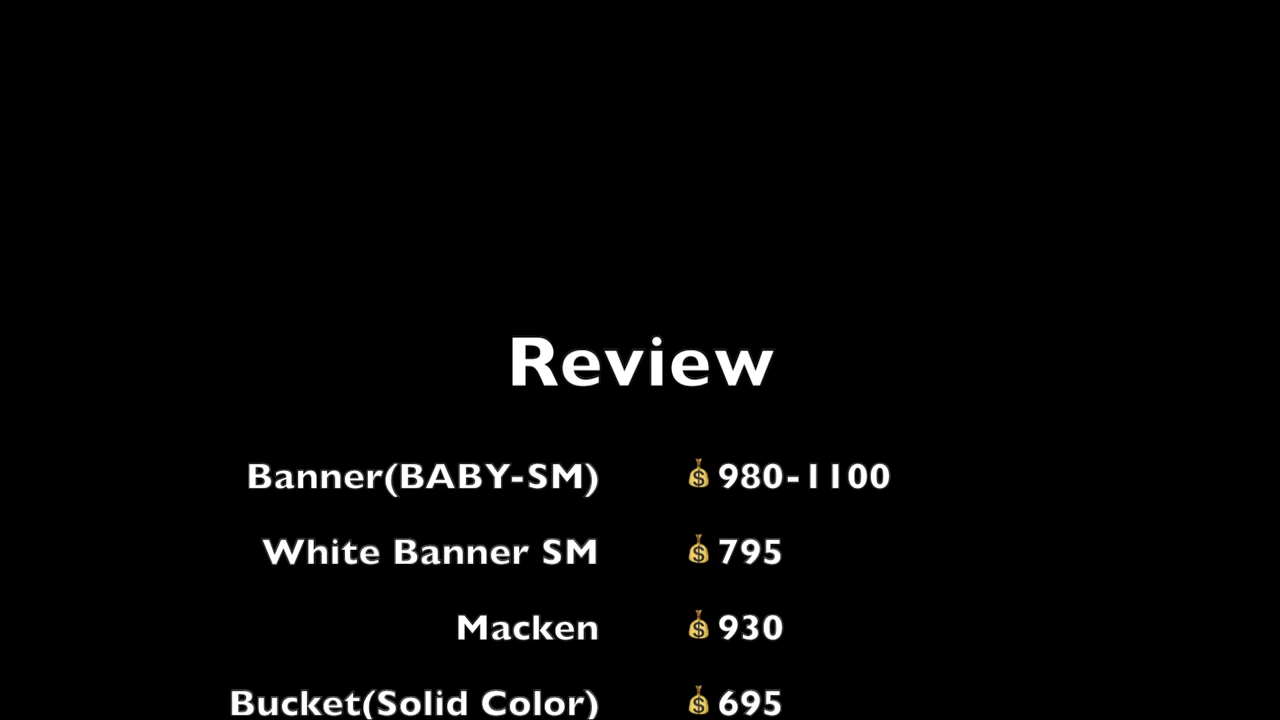 Review
Banner(BABY-SM) 💰980-1100
White Banner SM 💰795
Macken 💰930
Bucket(Solid Color) 💰695